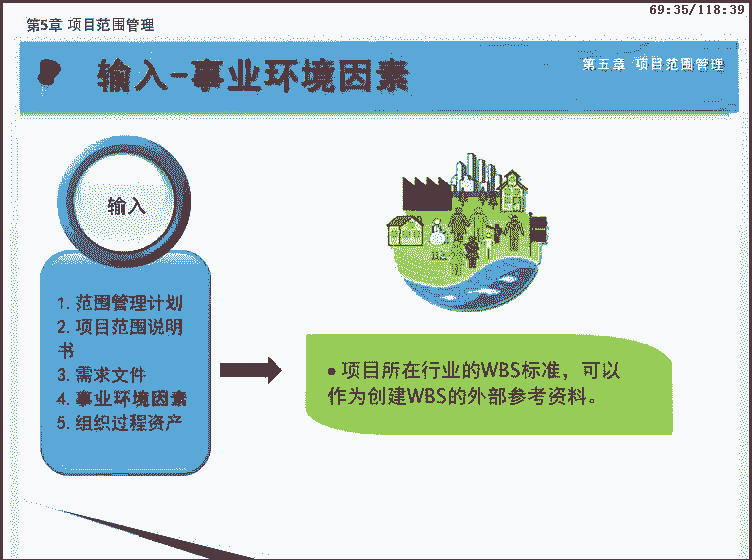 69:35/118:39
第5章 项目范围管理
输入-事业环境因素
第五章 项目范围管理
输入
1. 范围管理计划
2. 项目范围说明
书
3. 需求文件
4. 事业环境因素
5. 组织过程资产
● 项目所在行业的WBS标准，可以
作为创建WBS的外部参考资料。